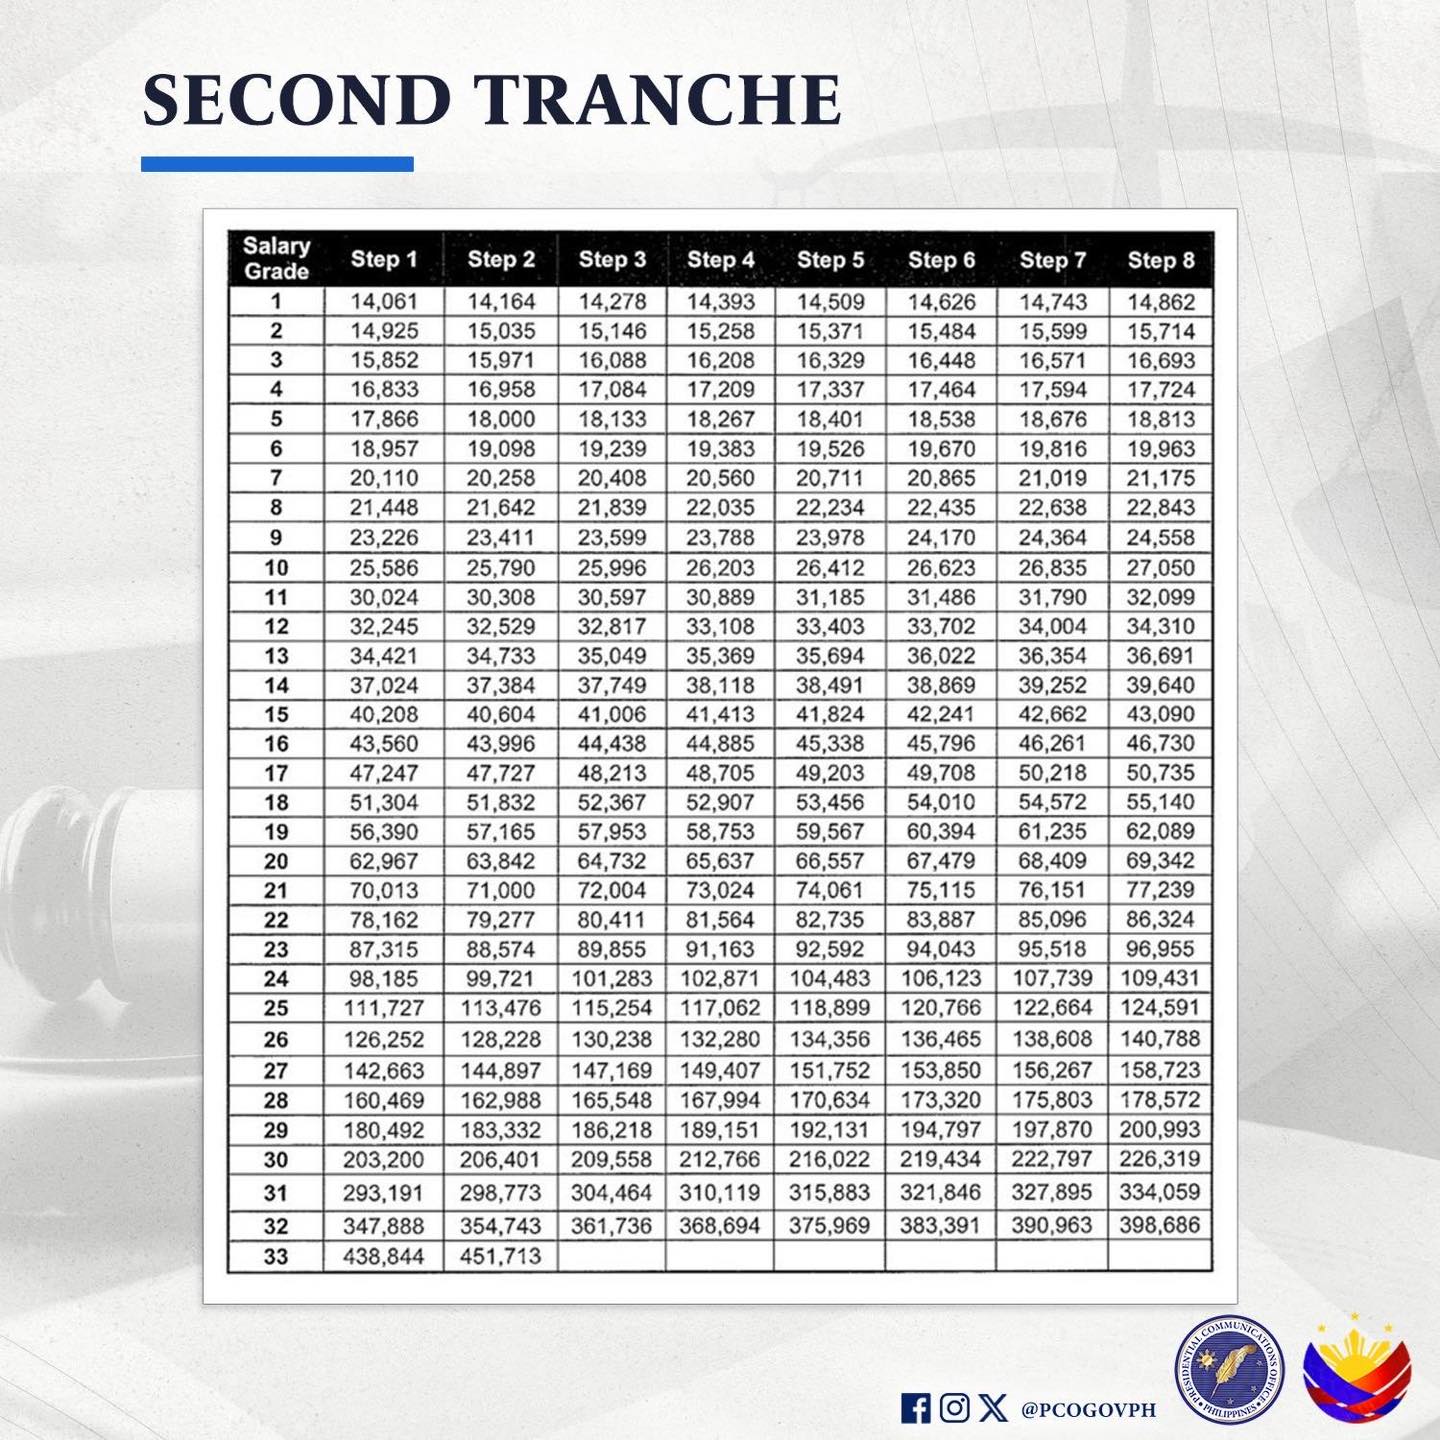 SECOND TRANCHE
Salary Grade Step 1 Step 2 Step 3 Step 4 Step 5 Step 6 Step 7 Step 8
1 14,061 14,164 14,278 14,393 14,509 14,626 14,743 14,862
2 14,925 15,035 15,146 15,258 15,371 15,484 15,599 15,714
3 15,852 15,971 16,088 16,208 16,329 16,448 16,571 16,693
4 16,833 16,958 17,084 17,209 17,337 17,464 17,594 17,724
5 17,866 18,000 18,133 18,267 18,401 18,538 18,676 18,813
6 18,957 19,098 19,239 19,383 19,526 19,670 19,816 19,963
7 20,110 20,258 20,408 20,560 20,711 20,865 21,019 21,175
8 21,448 21,642 21,839 22,035 22,234 22,435 22,638 22,843
9 23,226 23,411 23,599 23,788 23,978 24,170 24,364 24,558
10 25,586 25,790 25,996 26,203 26,412 26,623 26,835 27,050
11 30,024 30,308 30,597 30,889 31,185 31,486 31,790 32,099
12 32,245 32,529 32,817 33,108 33,403 33,702 34,004 34,310
13 34,421 34,733 35,049 35,369 35,694 36,022 36,354 36,691
14 37,024 37,384 37,749 38,118 38,491 38,869 39,252 39,640
15 40,208 40,604 41,006 41,413 41,824 42,241 42,662 43,090
16 43,560 43,996 44,438 44,885 45,338 45,796 46,261 46,730
17 47,247 47,727 48,213 48,705 49,203 49,708 50,218 50,735
18 51,304 51,832 52,367 52,907 53,456 54,010 54,572 55,140
19 56,390 57,165 57,953 58,753 59,567 60,394 61,235 62,089
20 62,967 63,842 64,732 65,637 66,557 67,479 68,409 69,342
21 70,013 71,000 72,004 73,024 74,061 75,115 76,151 77,239
22 78,162 79,277 80,411 81,564 82,735 83,887 85,096 86,324
23 87,315 88,574 89,855 91,163 92,592 94,043 95,518 96,955
24 98,185 99,721 101,283 102,871 104,483 106,123 107,739 109,431
25 111,727 113,476 115,254 117,062 118,899 120,766 122,664 124,591
26 126,252 128,228 130,238 132,280 134,356 136,465 138,608 140,788
27 142,663 144,897 147,169 149,407 151,752 153,850 156,267 158,723
28 160,469 162,988 165,548 167,994 170,634 173,320 175,803 178,572
29 180,492 183,332 186,218 189,151 192,131 194,797 197,870 200,993
30 203,200 206,401 209,558 212,766 216,022 219,434 222,797 226,319
31 293,191 298,773 304,464 310,119 315,883 321,846 327,895 334,059
32 347,888 354,743 361,736 368,694 375,969 383,391 390,963 398,686
33 438,844 451,713
@PCOGOVPH
PRESIDENTIAL COMMUNICATIONS OFFICE
PHILIPPINES